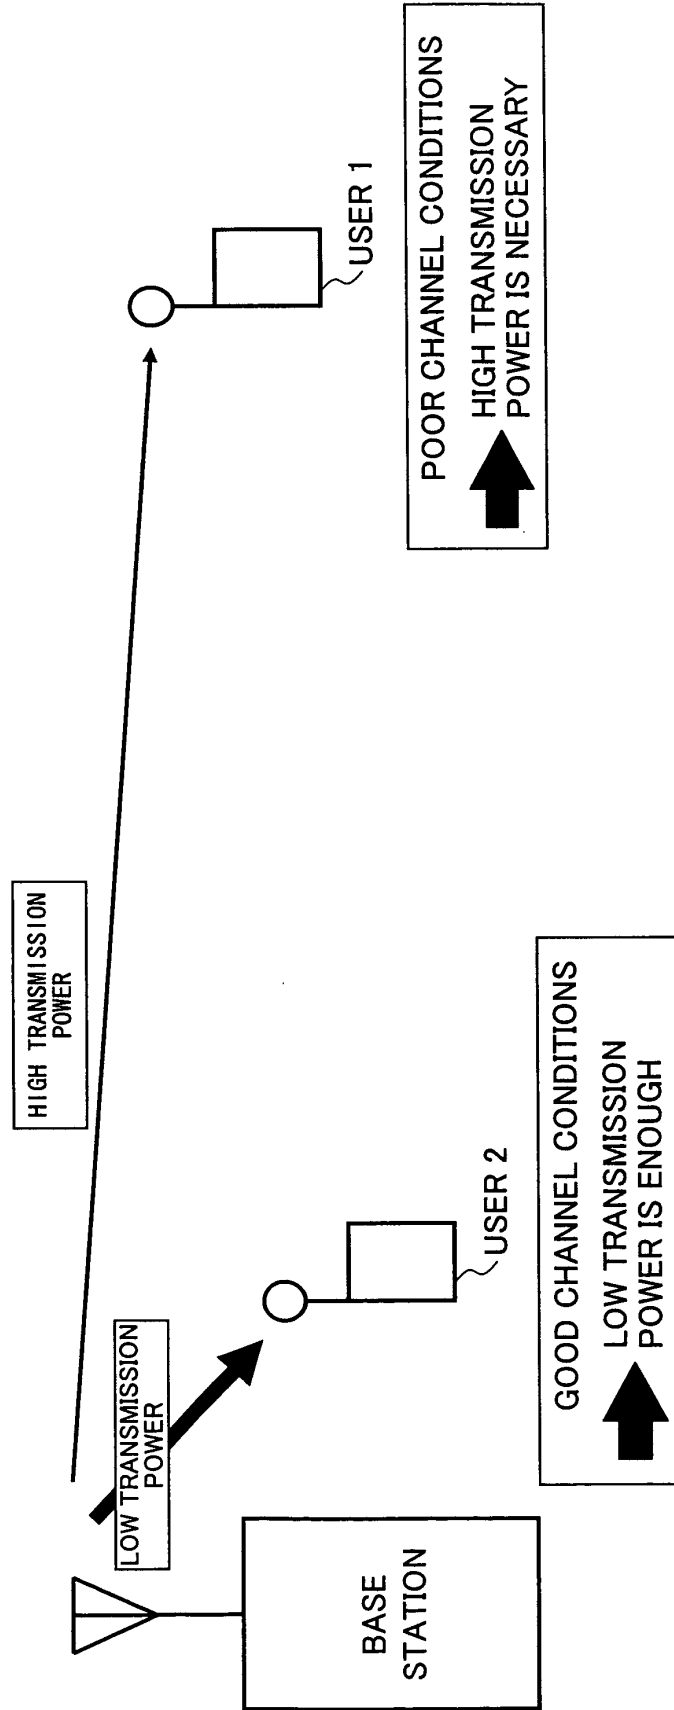 HIGH TRANSMISSION
POWER
LOW TRANSMISSION
POWER
BASE
STATION
USER 2
USER 1
GOOD CHANNEL CONDITIONS
LOW TRANSMISSION
POWER IS ENOUGH
POOR CHANNEL CONDITIONS
HIGH TRANSMISSION
POWER IS NECESSARY